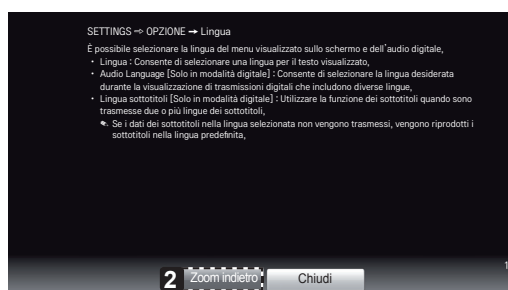 SETTINGS ⇨ OPZIONE ➙ Lingua
È possibile selezionare la lingua del menu visualizzato sullo schermo e dell'audio digitale,
• Lingua : Consente di selezionare una lingua per il testo visualizzato,
• Audio Language [Solo in modalità digitale] : Consente di selezionare la lingua desiderata
durante la visualizzazione di trasmissioni digitali che includono diverse lingue,
• Lingua sottotitoli [Solo in modalità digitale] : Utilizzare la funzione dei sottotitoli quando sono
trasmesse due o più lingue dei sottotitoli,
Se i dati dei sottotitoli nella lingua selezionata non vengono trasmessi, vengono riprodotti i
sottotitoli nella lingua predefinita,
1
2 Zoom indietro Chiudi